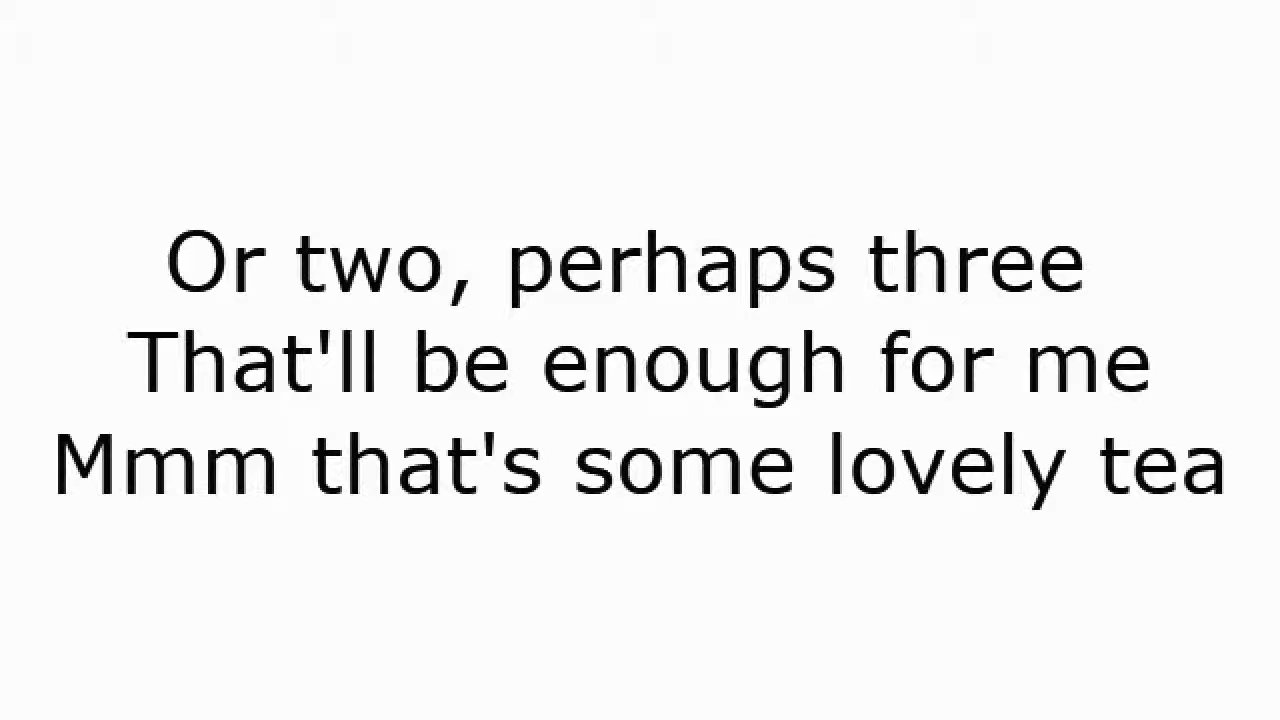 Or two, perhaps three
That'll be enough for me
Mmm that's some lovely tea